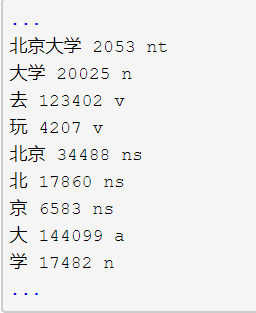 ...
北京大学 2053 nt
大学 20025 n
去 123402 v
玩 4207 v
北京 34488 ns
北 17860 ns
京 6583 ns
大 144099 a
学 17482 n
...